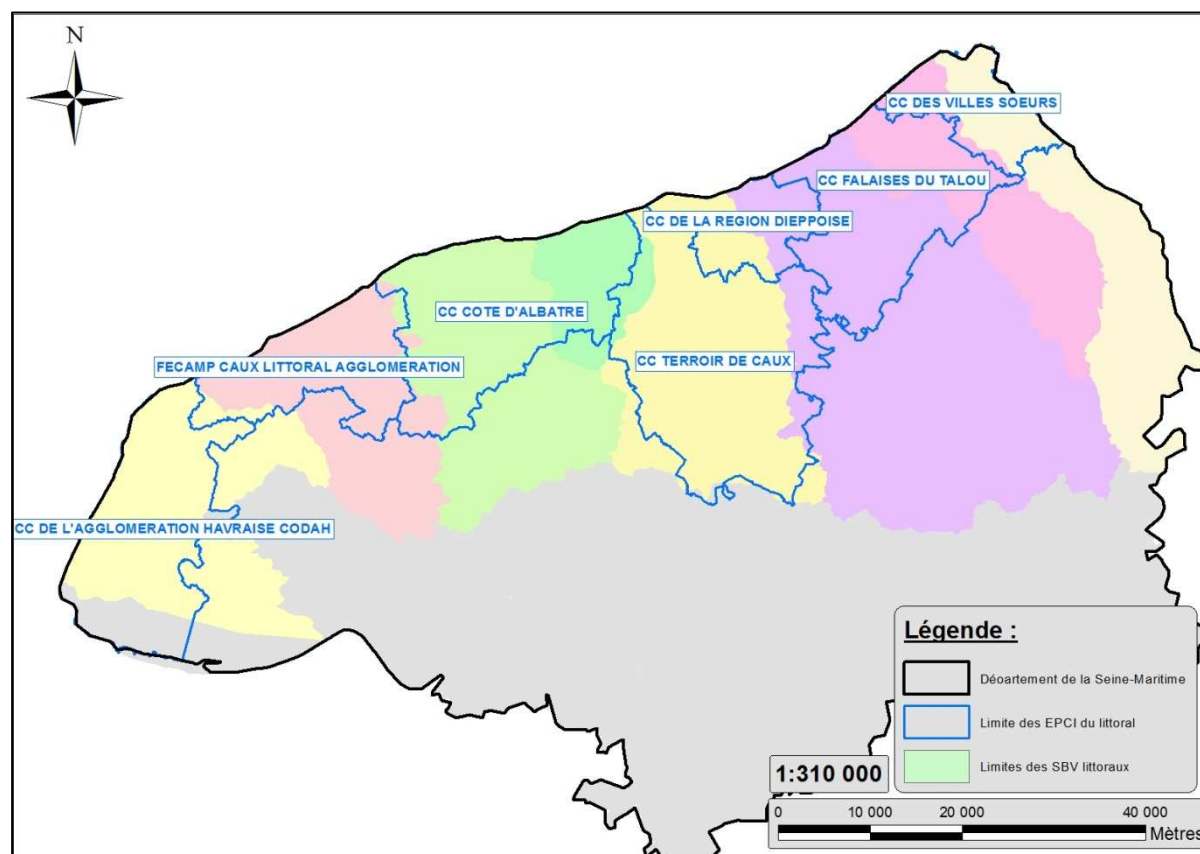 N
CC DES VILLES SOEURS
CC FALAISES DU TALOU
CC DE LA REGION DIEPPOISE
CC COTE D'ALBATRE
CC TERROIR DE CAUX
FECAMP CAUX LITTORAL AGGLOMERATION
CC DE L'AGGLOMERATION HAVRAISE CODAH
Légende :
Déoartement de la Seine-Maritime
Limite des EPCI du littoral
Limites des SBV littoraux
1:310 000
0 10 000 20 000 40 000
Mètres